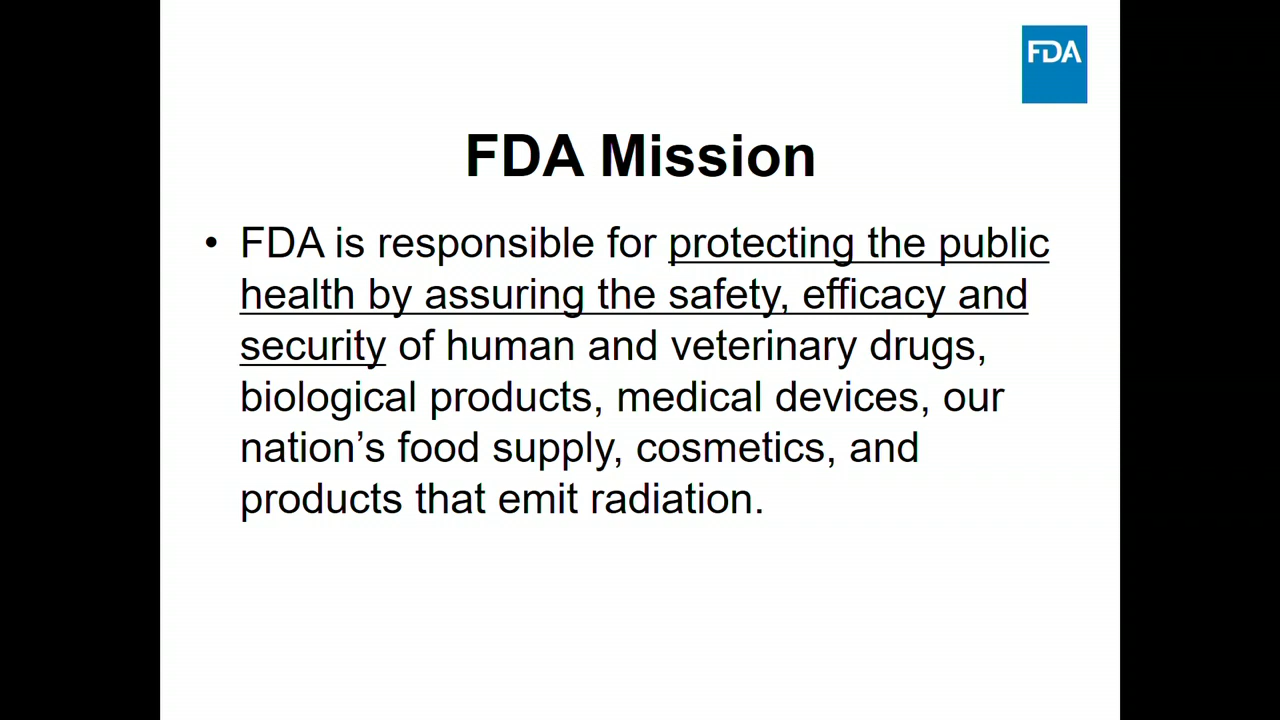 FDA
FDA Mission
• FDA is responsible for protecting the public
health by assuring the safety, efficacy and
security of human and veterinary drugs,
biological products, medical devices, our
nation’s food supply, cosmetics, and
products that emit radiation.